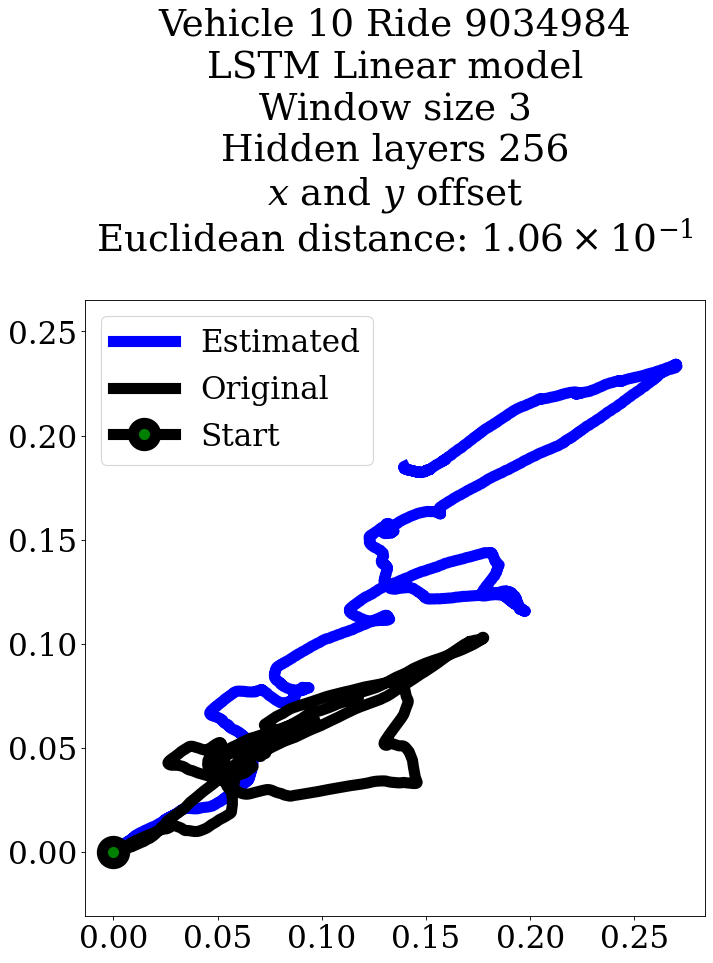 Vehicle 10 Ride 9034984
LSTM Linear model
Window size 3
Hidden layers 256
x and y offset
Euclidean distance: 1.06 × 10⁻¹
Estimated
Original
Start
0.25
0.20
0.15
0.10
0.05
0.00
0.00 0.05 0.10 0.15 0.20 0.25